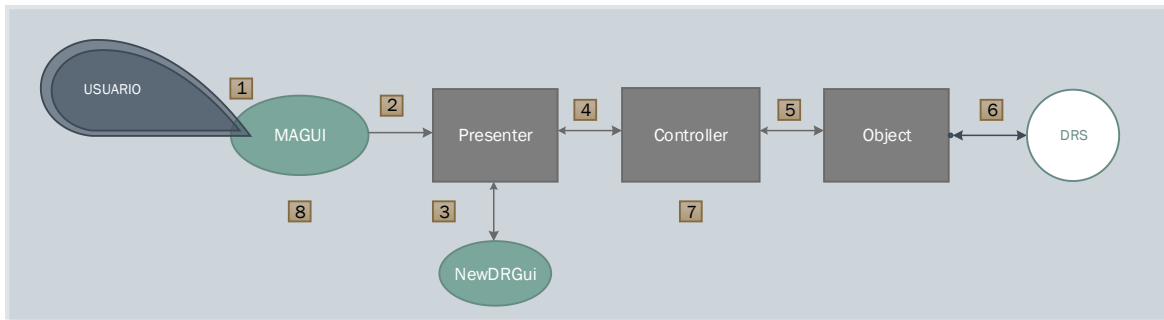 USUARIO
1
MAGUI
2
Presenter
4
Controller
5
Object
6
DRS
8
3
7
NewDRGui